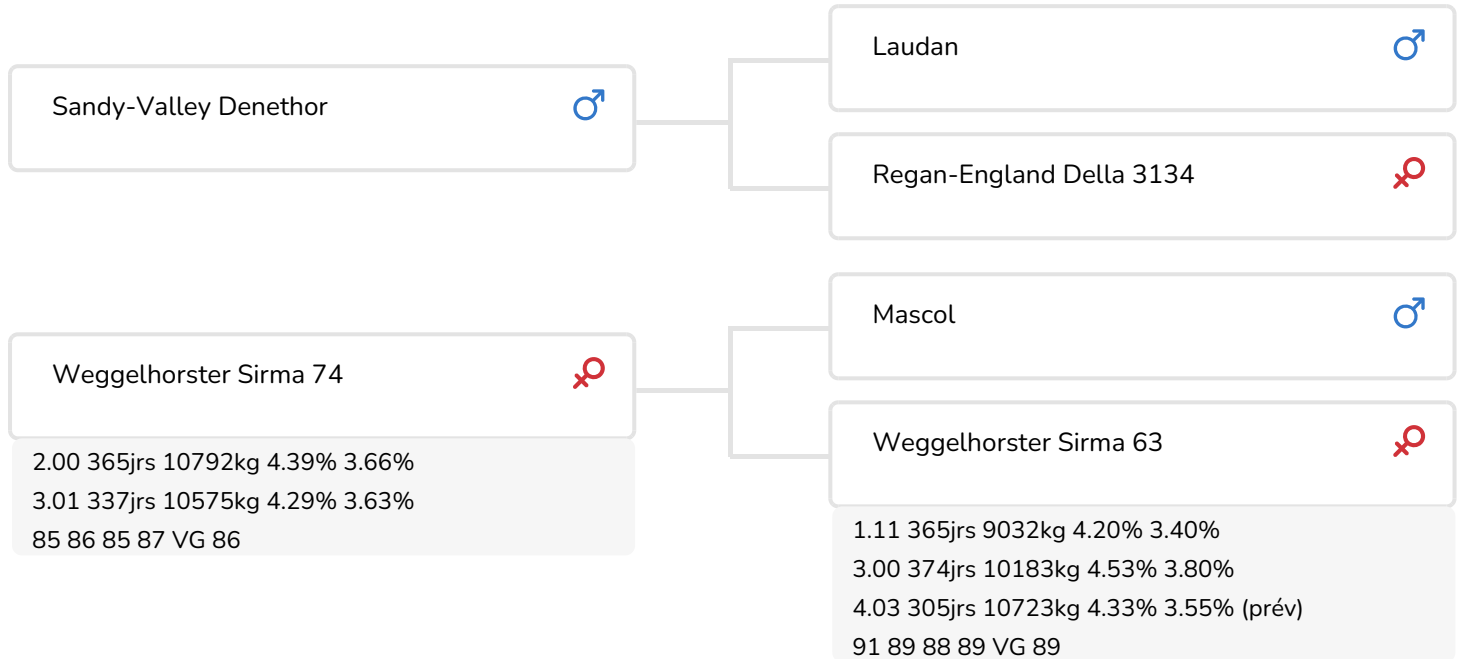 Laudan
Sandy-Valley Denethor
Regan-England Della 3134
Mascol
Weggelhorster Sirma 74
2.00 365jrs 10792kg 4.39% 3.66%
3.01 337jrs 10575kg 4.29% 3.63%
85 86 85 87 VG 86
Weggelhorster Sirma 63
1.11 365jrs 9032kg 4.20% 3.40%
3.00 374jrs 10183kg 4.53% 3.80%
4.03 305jrs 10723kg 4.33% 3.55% (prév)
91 89 88 89 VG 89